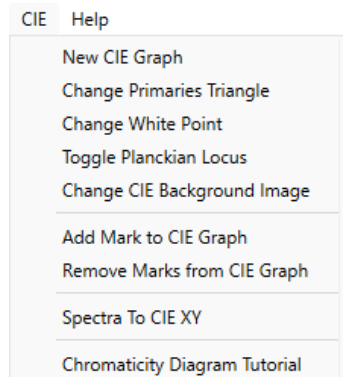 CIE Help
New CIE Graph
Change Primaries Triangle
Change White Point
Toggle Planckian Locus
Change CIE Background Image
Add Mark to CIE Graph
Remove Marks from CIE Graph
Spectra To CIE XY
Chromaticity Diagram Tutorial